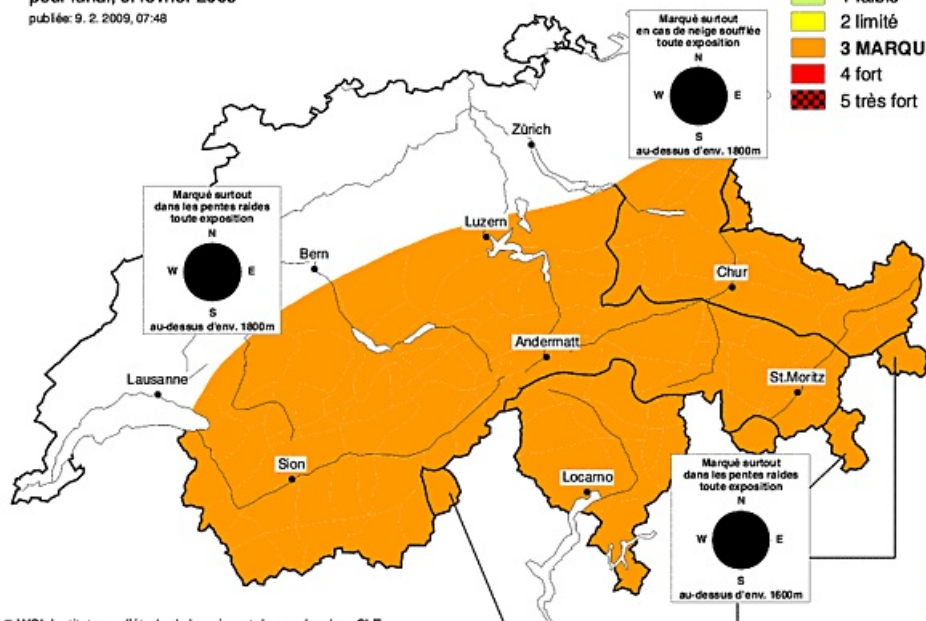 publiée: 9. 2. 2009, 07:48
2 limité
3 MARQU
4 fort
5 très fort
Marqué surtout
en cas de neige soufflée
toute exposition
N
W E
S
au-dessus d'env. 1800m
Zürich
Marqué surtout
dans les pentes raides
toute exposition
N
W E
S
au-dessus d'env. 1800m
Luzern
Bern
Chur
Andermatt
Lausanne
St.Moritz
Sion
Locarno
Marqué surtout
dans les pentes raides
toute exposition
N
W E
S
au-dessus d'env. 1600m